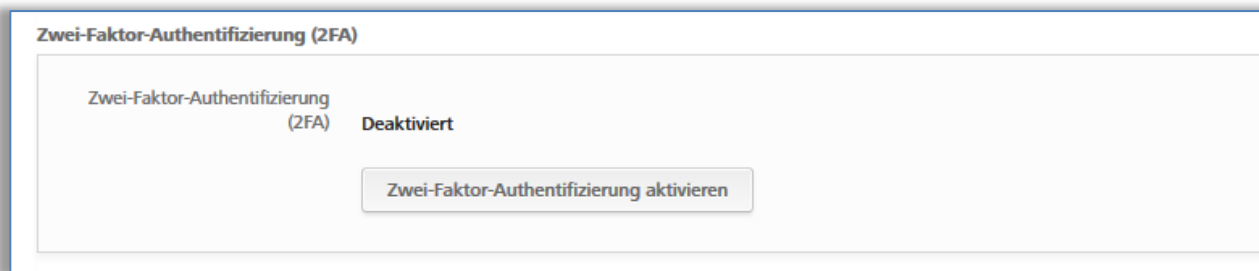 Zwei-Faktor-Authentifizierung (2FA)
Zwei-Faktor-Authentifizierung
(2FA) Deaktiviert
Zwei-Faktor-Authentifizierung aktivieren